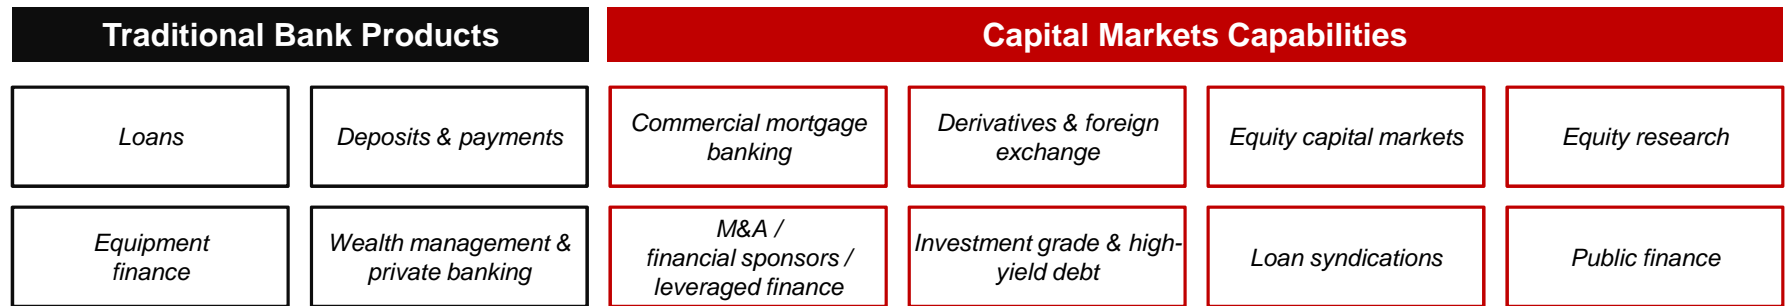 Traditional Bank Products
Capital Markets Capabilities
Loans
Deposits & payments
Commercial mortgage
banking
Derivatives & foreign
exchange
Equity capital markets
Equity research
Equipment
finance
Wealth management &
private banking
M&A /
financial sponsors /
leveraged finance
Investment grade & high-
yield debt
Loan syndications
Public finance